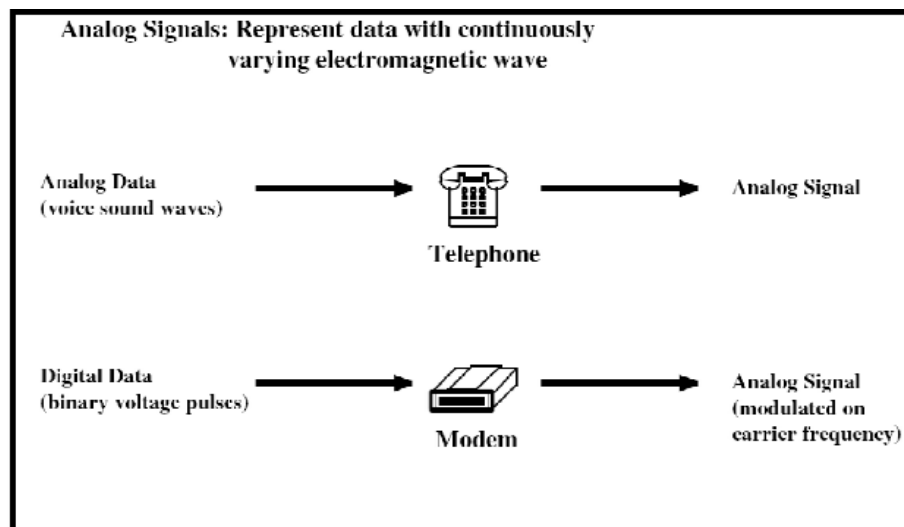 Analog Signals: Represent data with continuously
varying electromagnetic wave
Analog Data
(voice sound waves)
Telephone
Analog Signal
Digital Data
(binary voltage pulses)
Modem
Analog Signal
(modulated on
carrier frequency)